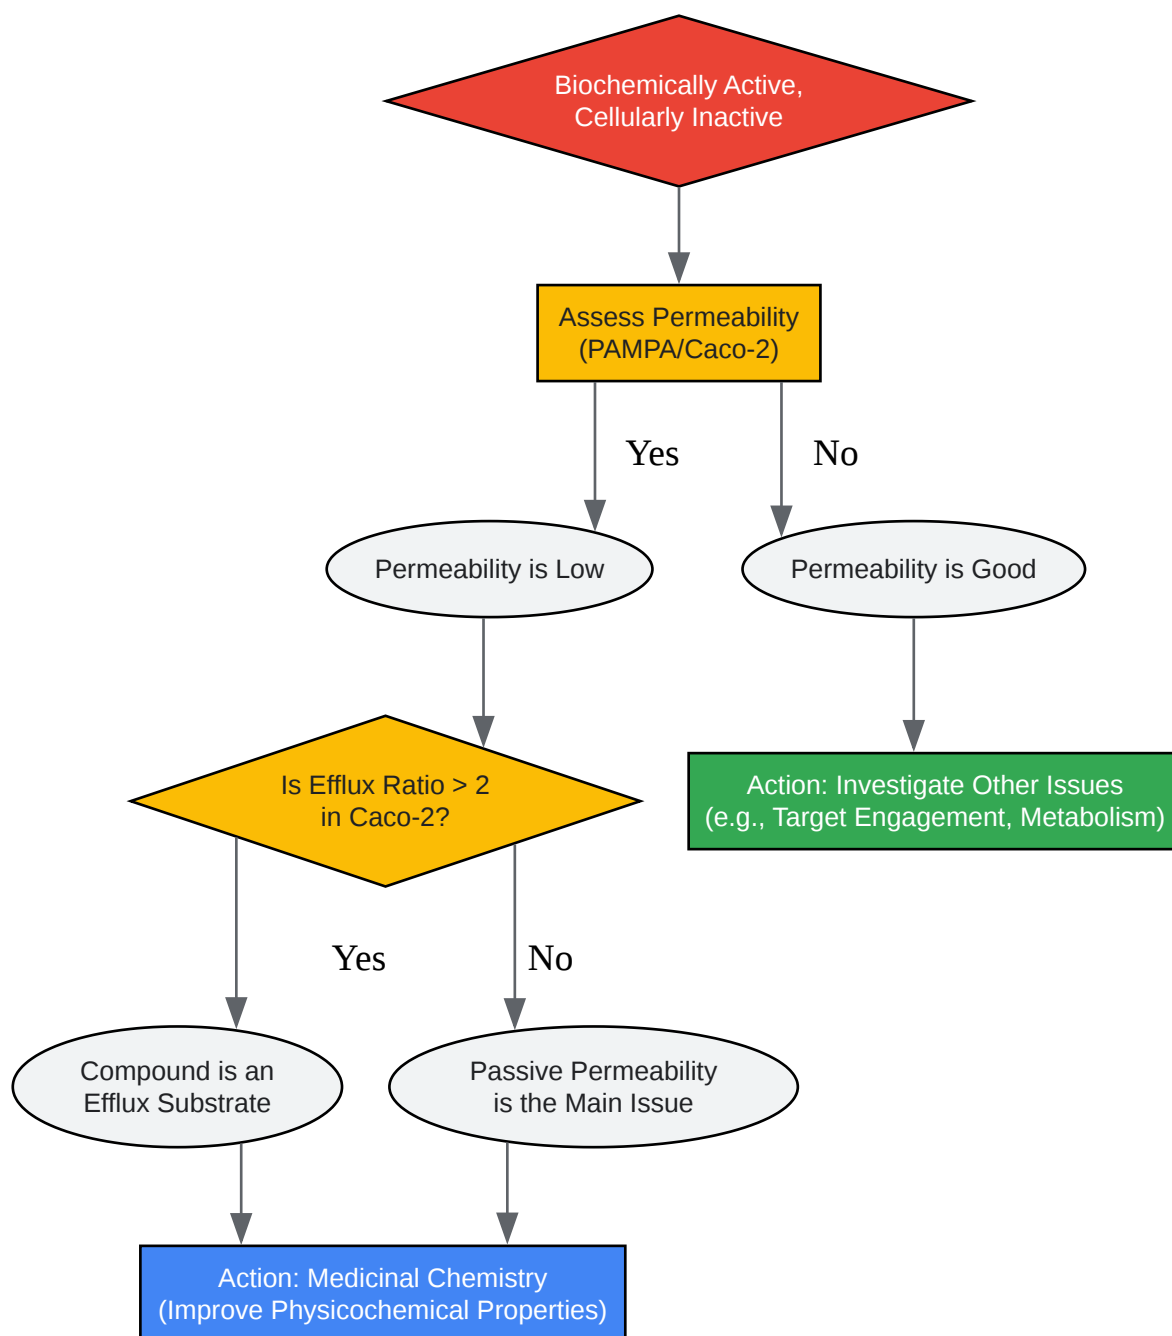 Biochemically Active,
Cellularly Inactive
Assess Permeability
(PAMPA/Caco-2)
Yes
No
Permeability is Low
Permeability is Good
Is Efflux Ratio > 2
in Caco-2?
Action: Investigate Other Issues
(e.g., Target Engagement, Metabolism)
Yes
No
Compound is an
Efflux Substrate
Passive Permeability
is the Main Issue
Action: Medicinal Chemistry
(Improve Physicochemical Properties)